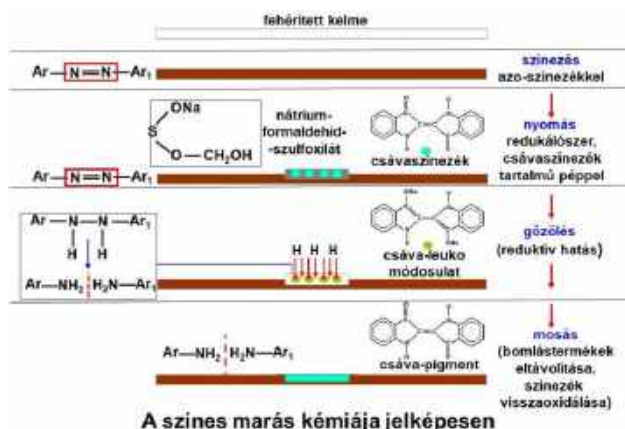 fehérített kelme
Ar—N=N—Ar₁
színezés
azo-színezékkel
ONa
S
O—CH₂OH
nátrium-
formaldehid-
-szulfoxilát
csávaszínezék
nyomás
redukálószer,
csávaszínezék
tartalmú péppel
Ar—N=N—Ar₁
Ar—N—N—Ar₁
H H
Ar—NH₂ H₂N—Ar₁
H H H H
csáva-leuko
módosulat
gőzölés
(reduktív hatás)
Ar—NH₂ H₂N—Ar₁
csáva-pigment
mosás
(bomlástermékek
eltávolítása,
színezék
visszaoxidálása)
A színes marás kémiája jelképesen